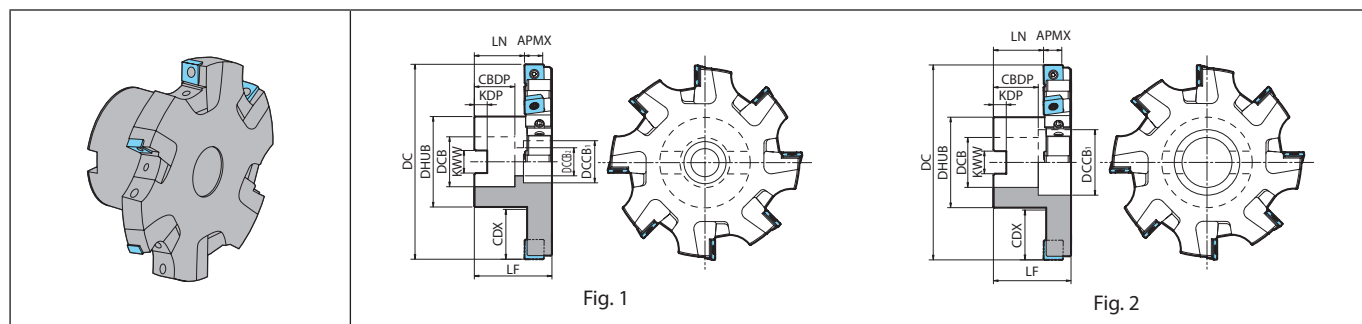 LN APMX
CBDP
KDP
DC
DHUB
DCB
KWW
DCCB2
DCCB1
CDX
LF
Fig. 1
LN APMX
CBDP
KDP
DC
DHUB
DCB
KWW
DCCB1
CDX
LF
Fig. 2